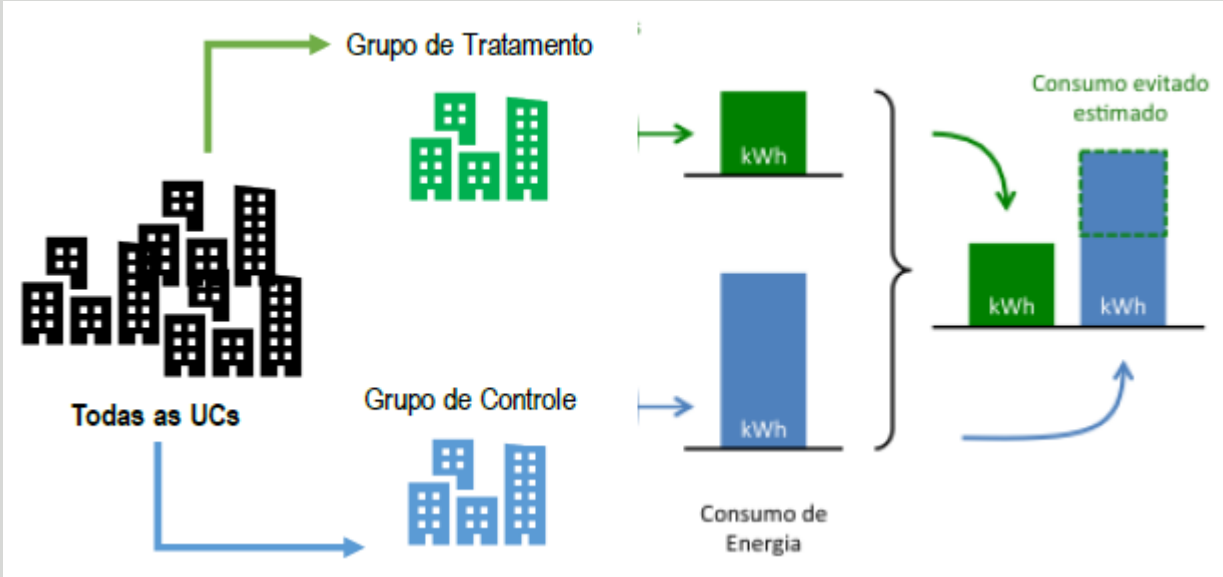 Grupo de Tratamento
Consumo evitado
estimado
kWh
kWh
kWh
Todas as UCs
Grupo de Controle
kWh
Consumo de
Energia